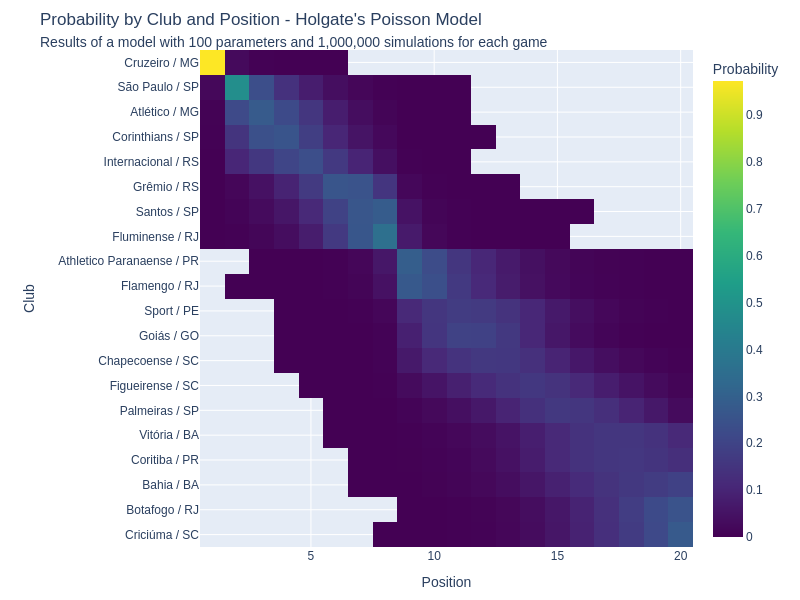 Probability by Club and Position - Holgate's Poisson Model
Results of a model with 100 parameters and 1,000,000 simulations for each game
Cruzeiro / MG
São Paulo / SP
Atlético / MG
Corinthians / SP
Internacional / RS
Grêmio / RS
Santos / SP
Fluminense / RJ
Athletico Paranaense / PR
Flamengo / RJ
Sport / PE
Goiás / GO
Chapecoense / SC
Figueirense / SC
Palmeiras / SP
Vitória / BA
Coritiba / PR
Bahia / BA
Botafogo / RJ
Criciúma / SC
Club
5 10 15 20
Position
Probability
0.9
0.8
0.7
0.6
0.5
0.4
0.3
0.2
0.1
0